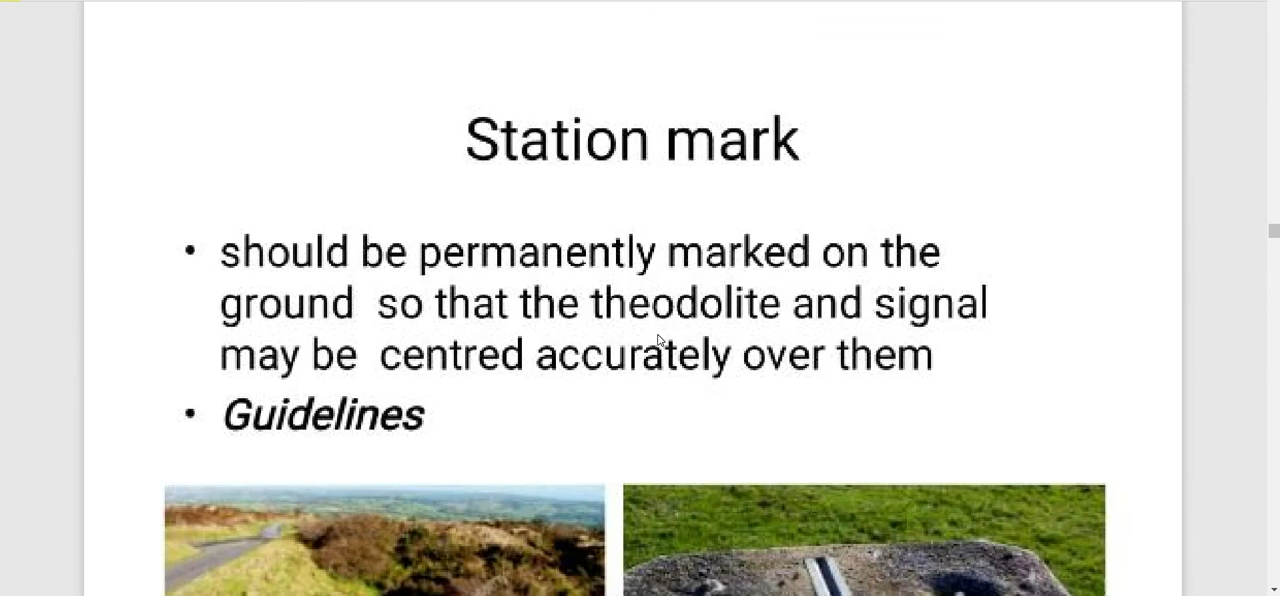 Station mark
• should be permanently marked on the
ground so that the theodolite and signal
may be centred accurately over them
• Guidelines